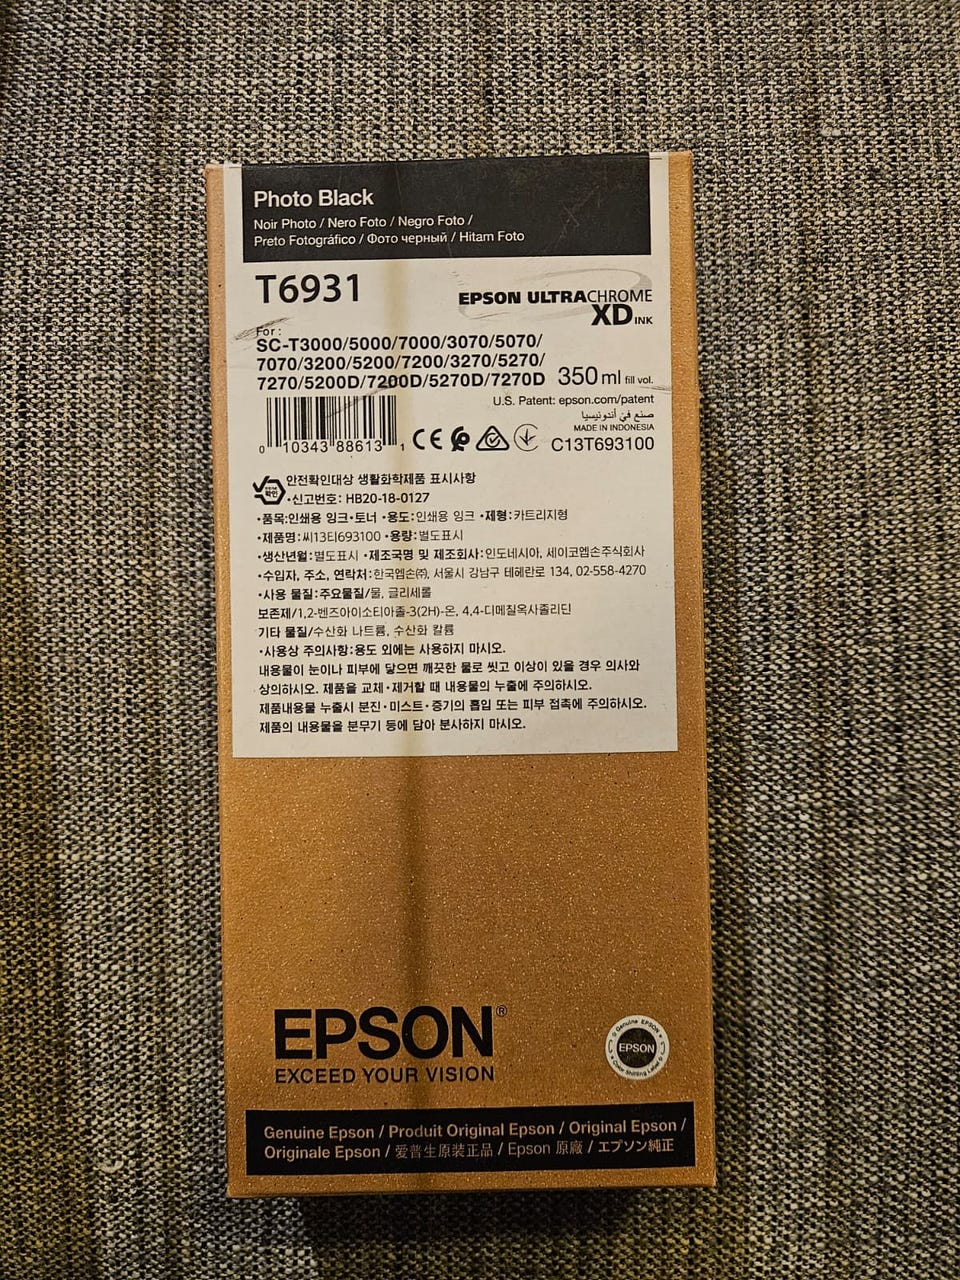 Photo Black
Noir Photo / Nero Foto / Negro Foto /
Preto Fotográfico / Фото черный / Hitam Foto
T6931
EPSON ULTRACHROME
XD INK
For :
SC-T3000/5000/7000/3070/5070/
7070/3200/5200/7200/3270/5270/
7270/5200D/7200D/5270D/7270D
350 ml fill vol.
U.S. Patent: epson.com/patent
صنع في أندونيسيا
MADE IN INDONESIA
C13T693100
0 10343 88613 1
CE
확인
안전확인대상 생활화학제품 표시사항
•신고번호: HB20-18-0127
•품목:인쇄용 잉크•토너 •용도:인쇄용 잉크 •제형:카트리지형
•제품명:씨13티693100 •용량:별도표시
•생산년월:별도표시 •제조국명 및 제조회사:인도네시아, 세이코엡손주식회사
•수입자, 주소, 연락처:한국엡손㈜, 서울시 강남구 테헤란로 134, 02-558-4270
•사용 물질:주요물질/물, 글리세롤
보존제/1,2-벤즈아이소티아졸-3(2H)-온, 4,4-디메칠옥사졸리딘
기타 물질/수산화 나트륨, 수산화 칼륨
•사용상 주의사항:용도 외에는 사용하지 마시오.
내용물이 눈이나 피부에 닿으면 깨끗한 물로 씻고 이상이 있을 경우 의사와
상의하시오. 제품을 교체•제거할 때 내용물의 누출에 주의하시오.
제품내용물 누출시 분진•미스트•증기의 흡입 또는 피부 접촉에 주의하시오.
제품의 내용물을 분무기 등에 담아 분사하지 마시오.
EPSON®
EXCEED YOUR VISION
Genuine EPSON
EPSON
Color Shifting Label
Genuine Epson / Produit Original Epson / Original Epson /
Originale Epson / 爱普生原装正品 / Epson 原廠 / エプソン純正